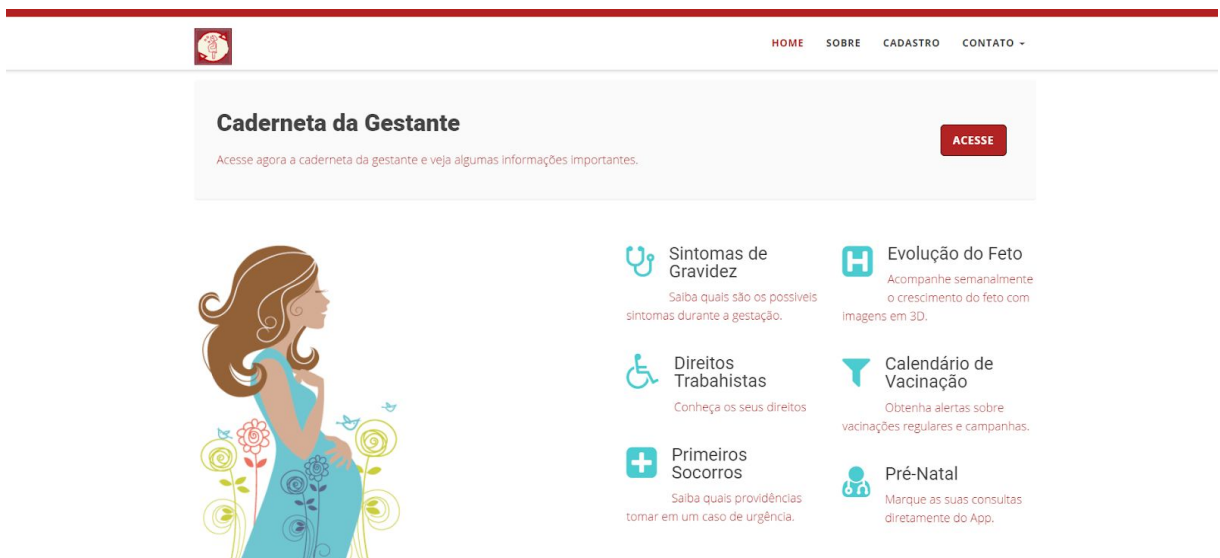 HOME SOBRE CADASTRO CONTATO
Caderneta da Gestante
Acesse agora a caderneta da gestante e veja algumas informações importantes.
ACESSE
Sintomas de
Gravidez
Saiba quais são os possiveis
sintomas durante a gestação.
Evolução do Feto
Acompanhe semanalmente
o crescimento do feto com
imagens em 3D.
Direitos
Trabahistas
Conheça os seus direitos
Calendário de
Vacinação
Obtenha alertas sobre
vacinações regulares e campanhas.
Primeiros
Socorros
Saiba quais providências
tomar em um caso de urgência.
Pré-Natal
Marque as suas consultas
diretamente do App.